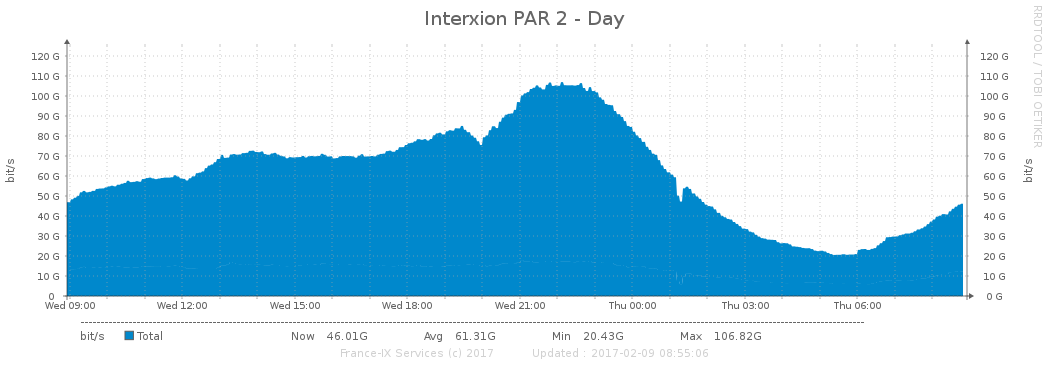 Interxion PAR 2 - Day
RRDTOOL / TOBI OETIKER
bit/s
120 G 120 G
110 G 110 G
100 G 100 G
90 G 90 G
80 G 80 G
70 G 70 G
60 G 60 G
50 G 50 G
40 G 40 G
30 G 30 G
20 G 20 G
10 G 10 G
0 0 G
bit/s
Wed 09:00 Wed 12:00 Wed 15:00 Wed 18:00 Wed 21:00 Thu 00:00 Thu 03:00 Thu 06:00
bit/s Total Now 46.01G Avg 61.31G Min 20.43G Max 106.82G
France-IX Services (c) 2017 Updated : 2017-02-09 08:55:06